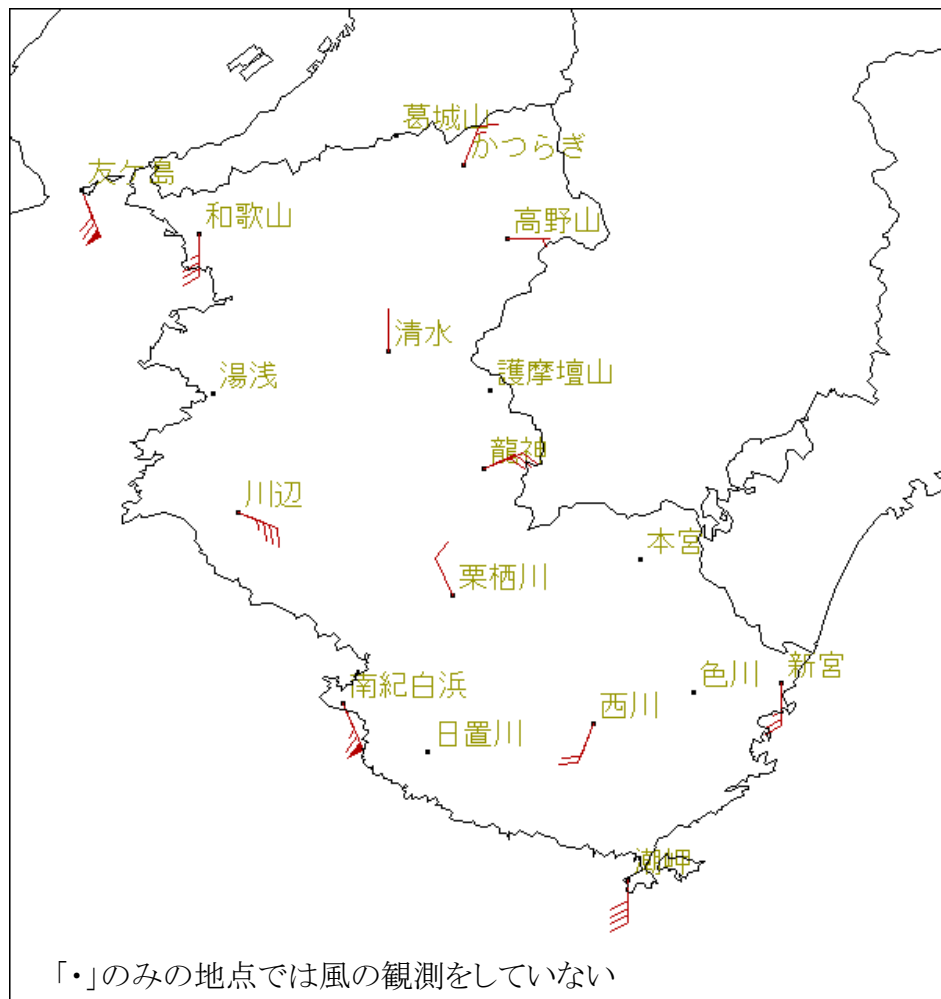 葛城山
かつらぎ
友ケ島
和歌山
高野山
清水
湯浅
護摩壇山
龍神
川辺
本宮
栗栖川
新宮
色川
南紀白浜
西川
日置川
潮岬
「・」のみの地点では風の観測をしていない